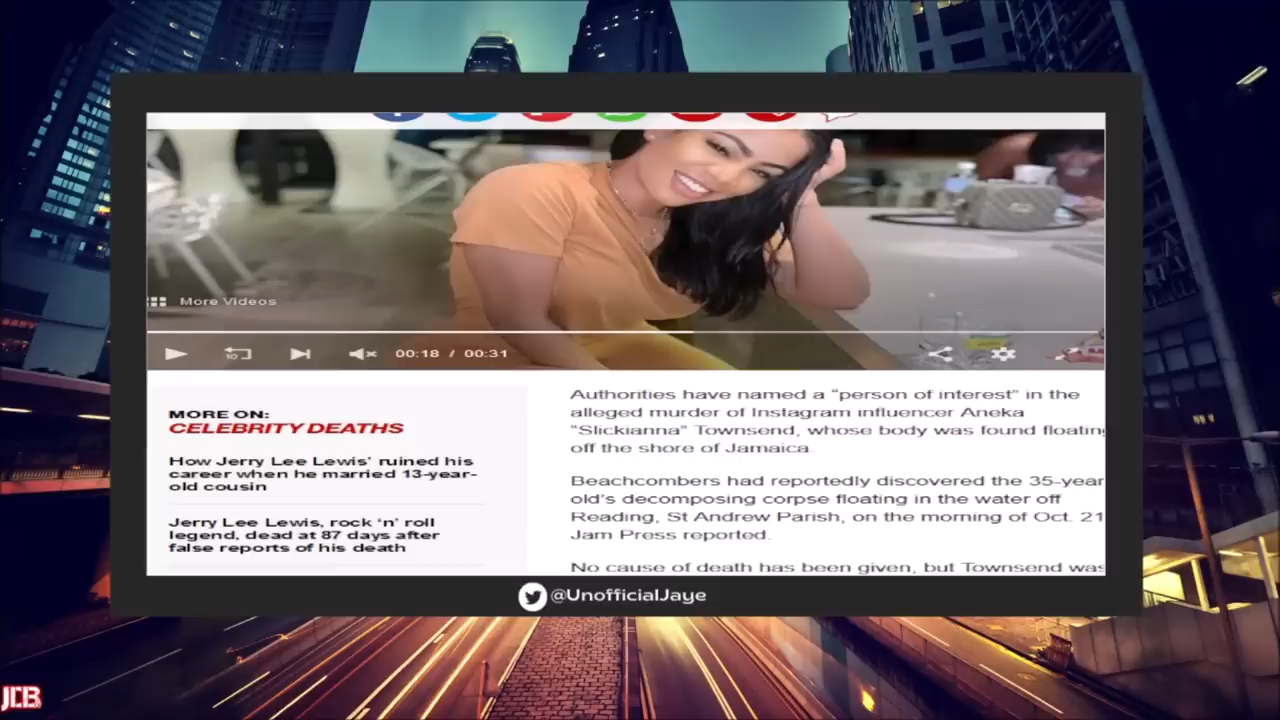 More Videos
10
00:18 / 00:31
MORE ON:
CELEBRITY DEATHS
How Jerry Lee Lewis' ruined his
career when he married 13-year-
old cousin
Jerry Lee Lewis, rock 'n' roll
legend, dead at 87 days after
false reports of his death
Authorities have named a "person of interest" in the
alleged murder of Instagram influencer Aneka
"Slickianna" Townsend, whose body was found floating
off the shore of Jamaica
Beachcombers had reportedly discovered the 35-year
old's decomposing corpse floating in the water off
Reading, St Andrew Parish, on the morning of Oct. 21
Jam Press reported.
No cause of death has been given, but Townsend was
@UnofficialJaye
JCB